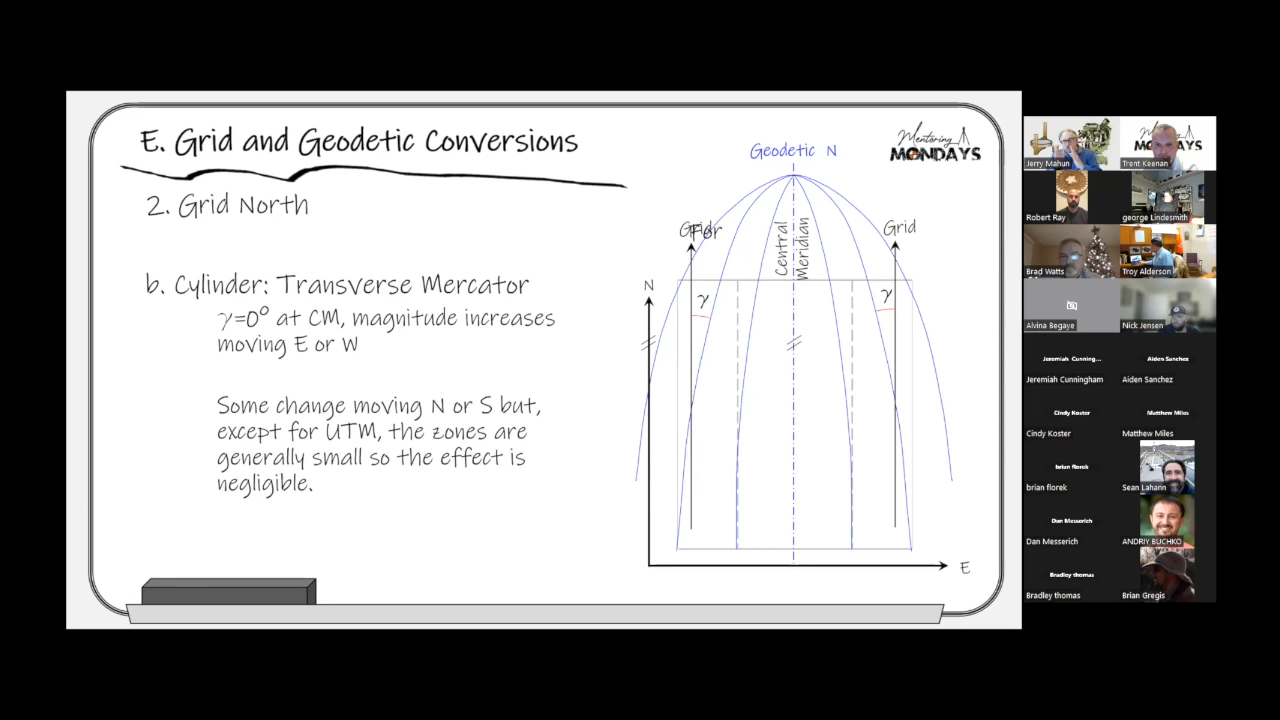 E. Grid and Geodetic Conversions
Mentoring
MONDAYS
2. Grid North
b. Cylinder: Transverse Mercator
γ=0° at CM, magnitude increases
moving E or W
Some change moving N or S but,
except for UTM, the zones are
generally small so the effect is
negligible.
Geodetic N
Grid
Grid
Central
Meridian
N
γ
γ
E
Jerry Mahun
Mentoring
MONDAYS
Trent Keenan
Robert Ray
george Lindesmith
Brad Watts
Troy Alderson
Alvina Begaye
Nick Jensen
Jeremiah Cunning...
Aiden Sanchez
Jeremiah Cunningham
Aiden Sanchez
Cindy Koster
Matthew Miles
Cindy Koster
Matthew Miles
brian florek
brian florek
Sean Lahann
Dan Messerich
Dan Messerich
ANDRIY BUCHKO
Bradley thomas
Bradley thomas
Brian Gregis